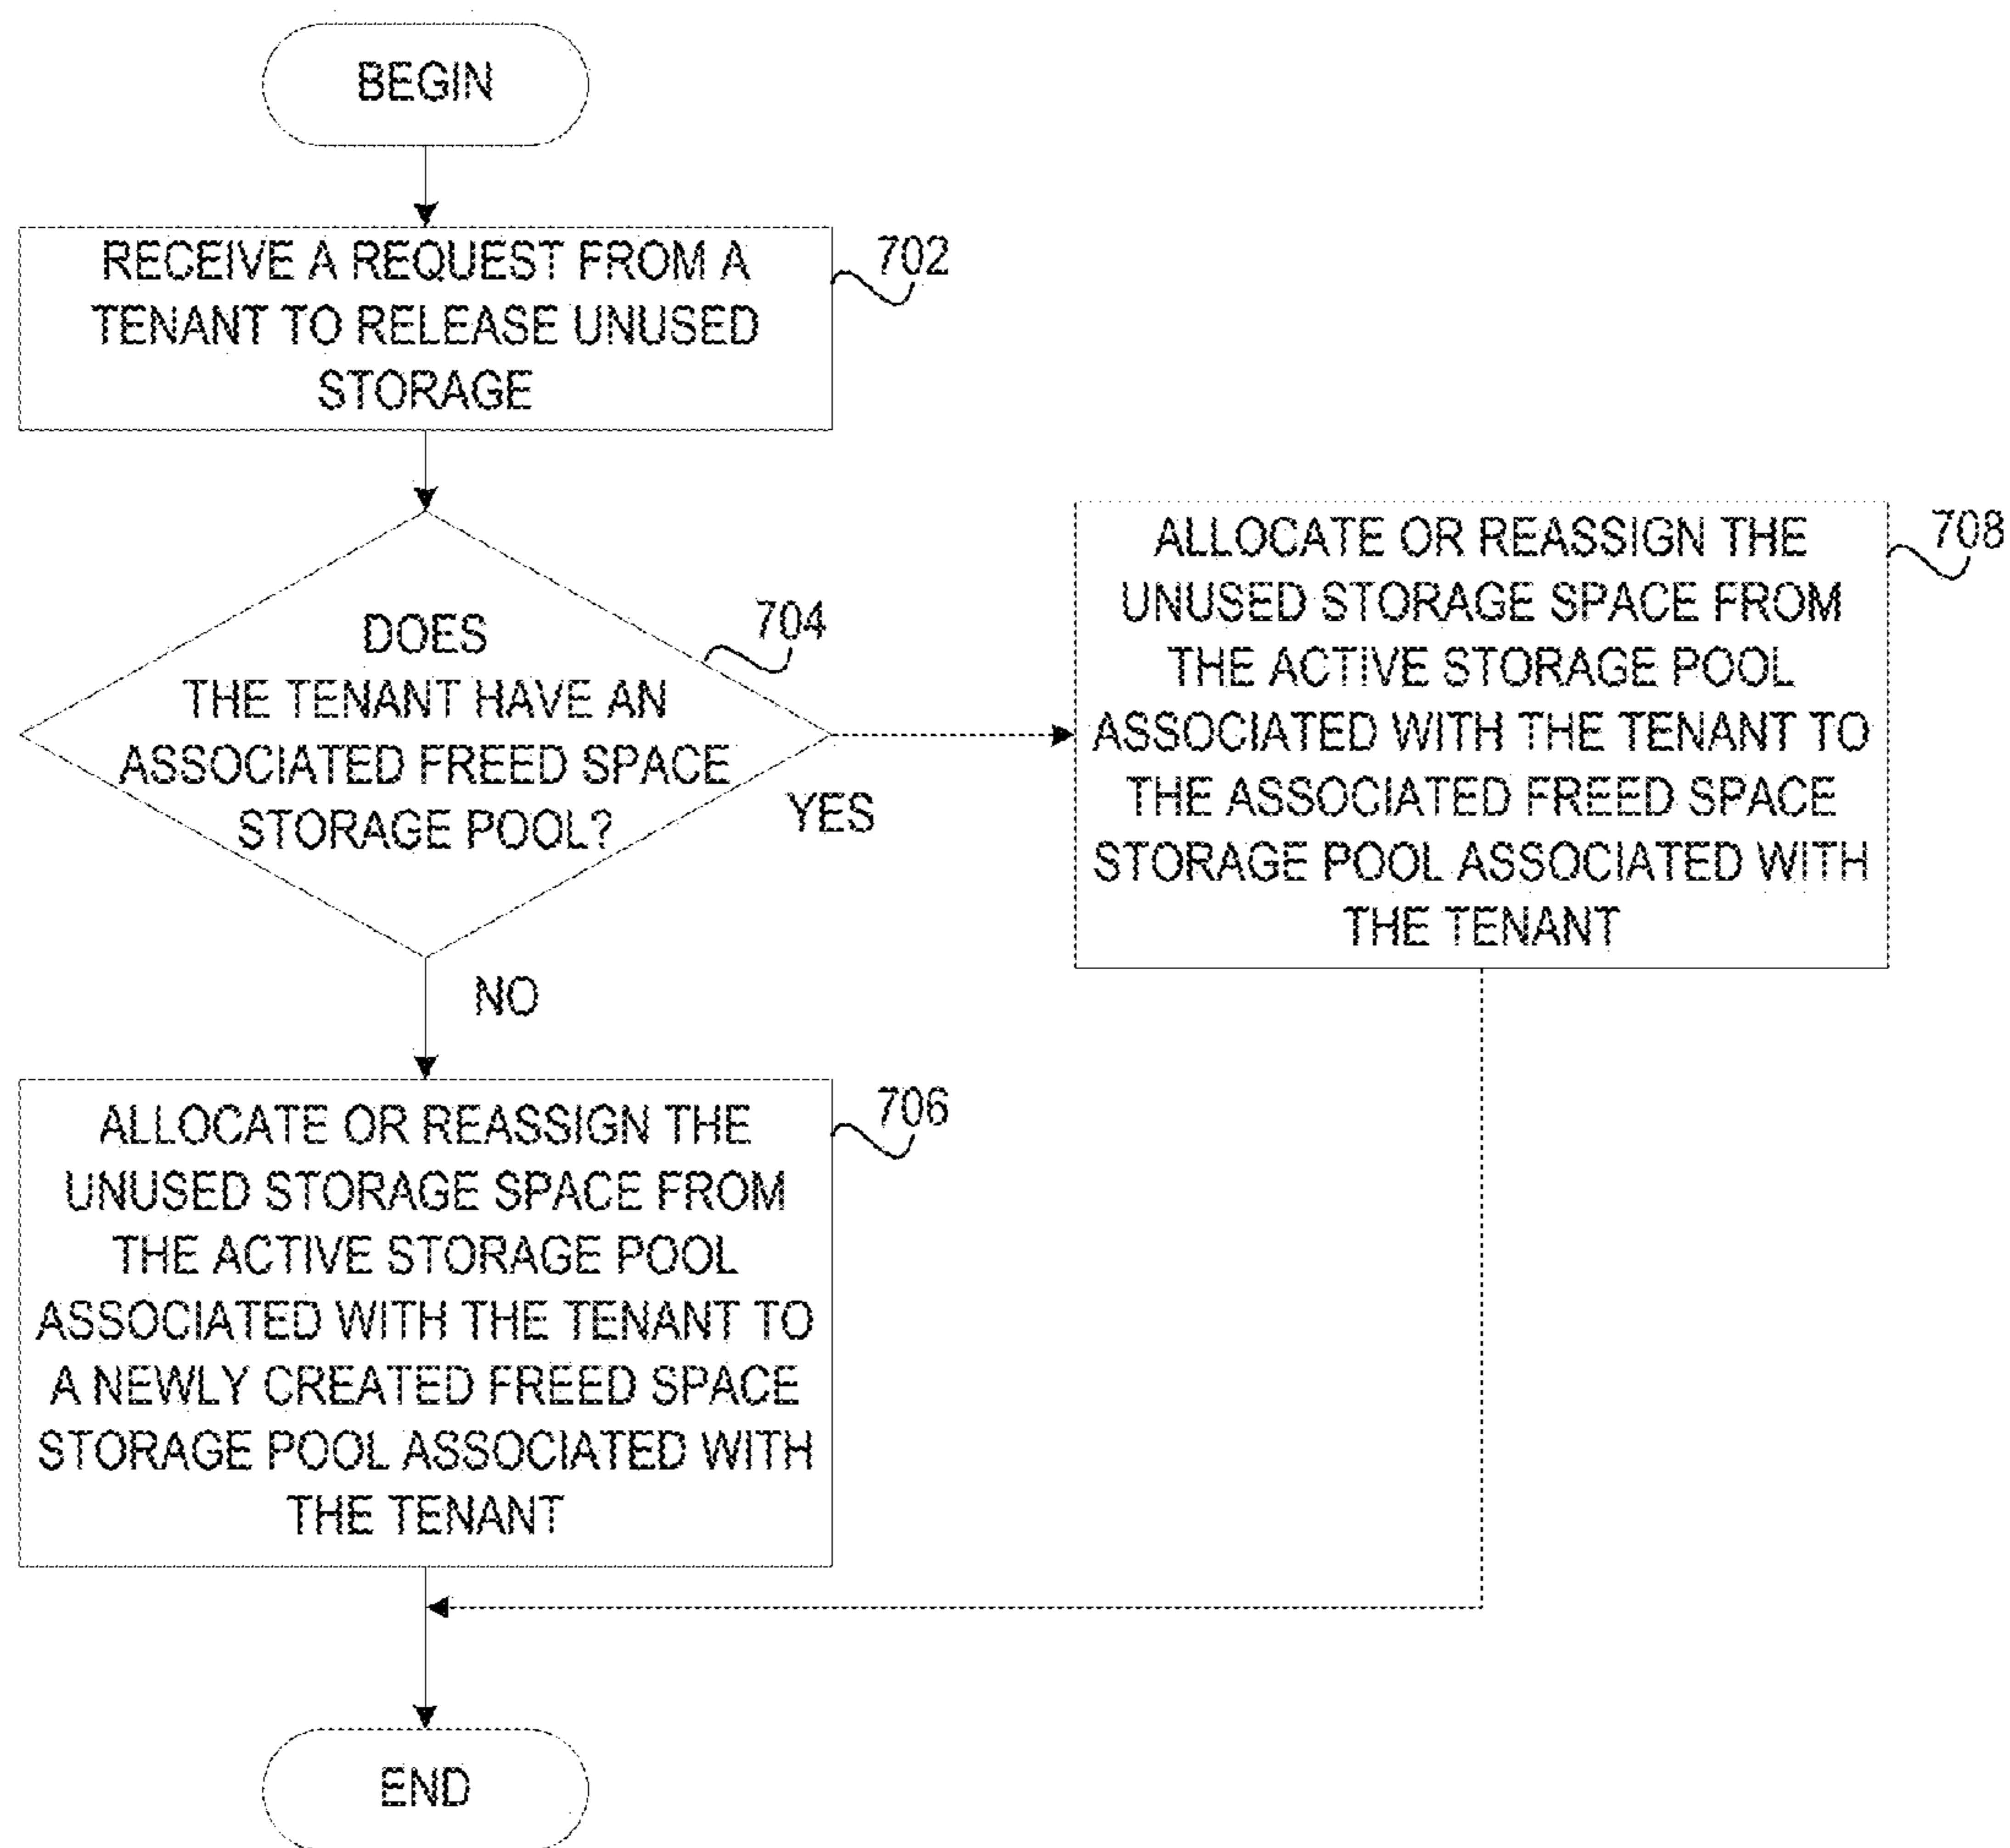 BEGIN
RECEIVE A REQUEST FROM A
TENANT TO RELEASE UNUSED
STORAGE
702
DOES
THE TENANT HAVE AN
ASSOCIATED FREED SPACE
STORAGE POOL?
704
YES
NO
ALLOCATE OR REASSIGN THE
UNUSED STORAGE SPACE FROM
THE ACTIVE STORAGE POOL
ASSOCIATED WITH THE TENANT TO
THE ASSOCIATED FREED SPACE
STORAGE POOL ASSOCIATED WITH
THE TENANT
708
ALLOCATE OR REASSIGN THE
UNUSED STORAGE SPACE FROM
THE ACTIVE STORAGE POOL
ASSOCIATED WITH THE TENANT TO
A NEWLY CREATED FREED SPACE
STORAGE POOL ASSOCIATED WITH
THE TENANT
706
END